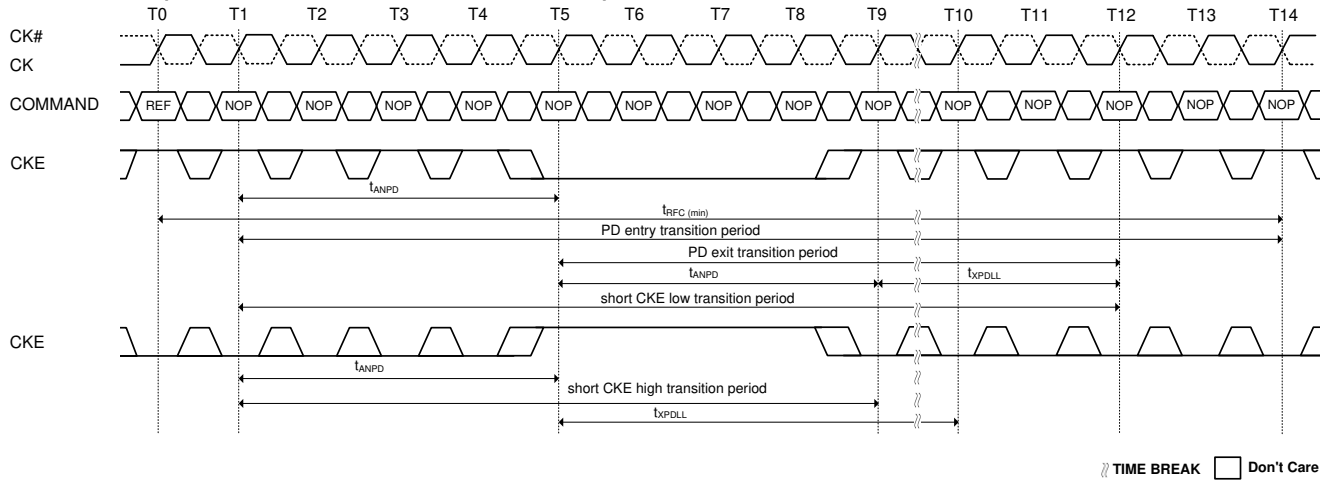 T0 T1 T2 T3 T4 T5 T6 T7 T8 T9 T10 T11 T12 T13 T14
CK#
CK
COMMAND REF NOP NOP NOP NOP NOP NOP NOP NOP NOP NOP NOP NOP NOP NOP
CKE
tANPD
tRFC (min)
PD entry transition period
PD exit transition period
tANPD tXPDLL
short CKE low transition period
CKE
tANPD
short CKE high transition period
tXPDLL
TIME BREAK Don't Care